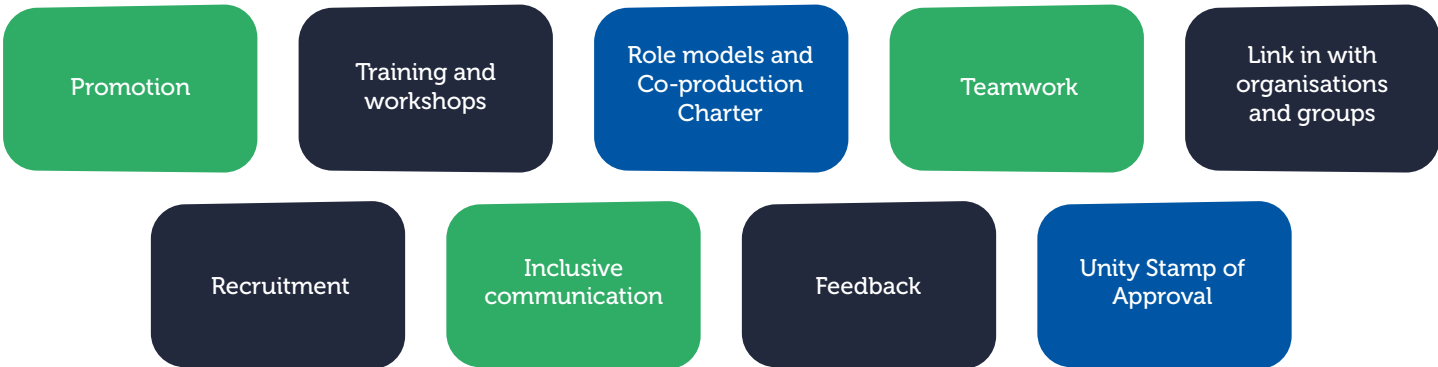 Promotion
Training and
workshops
Role models and
Co-production
Charter
Teamwork
Link in with
organisations
and groups
Recruitment
Inclusive
communication
Feedback
Unity Stamp of
Approval